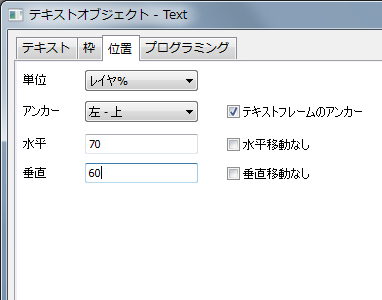 テキストオブジェクト - Text
テキスト 枠 位置 プログラミング
単位 レイヤ%
アンカー 左 - 上 テキストフレームのアンカー
水平 70 水平移動なし
垂直 60 垂直移動なし